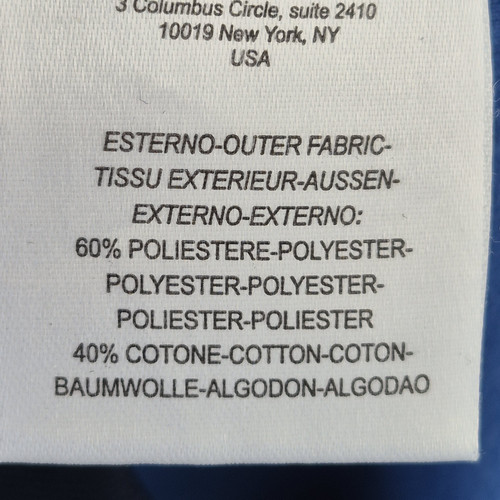 3 Columbus Circle, suite 2410
10019 New York, NY
USA
ESTERNO-OUTER FABRIC-
TISSU EXTERIEUR-AUSSEN-
EXTERNO-EXTERNO:
60% POLIESTERE-POLYESTER-
POLYESTER-POLYESTER-
POLIESTER-POLIESTER
40% COTONE-COTTON-COTON-
BAUMWOLLE-ALGODON-ALGODAO